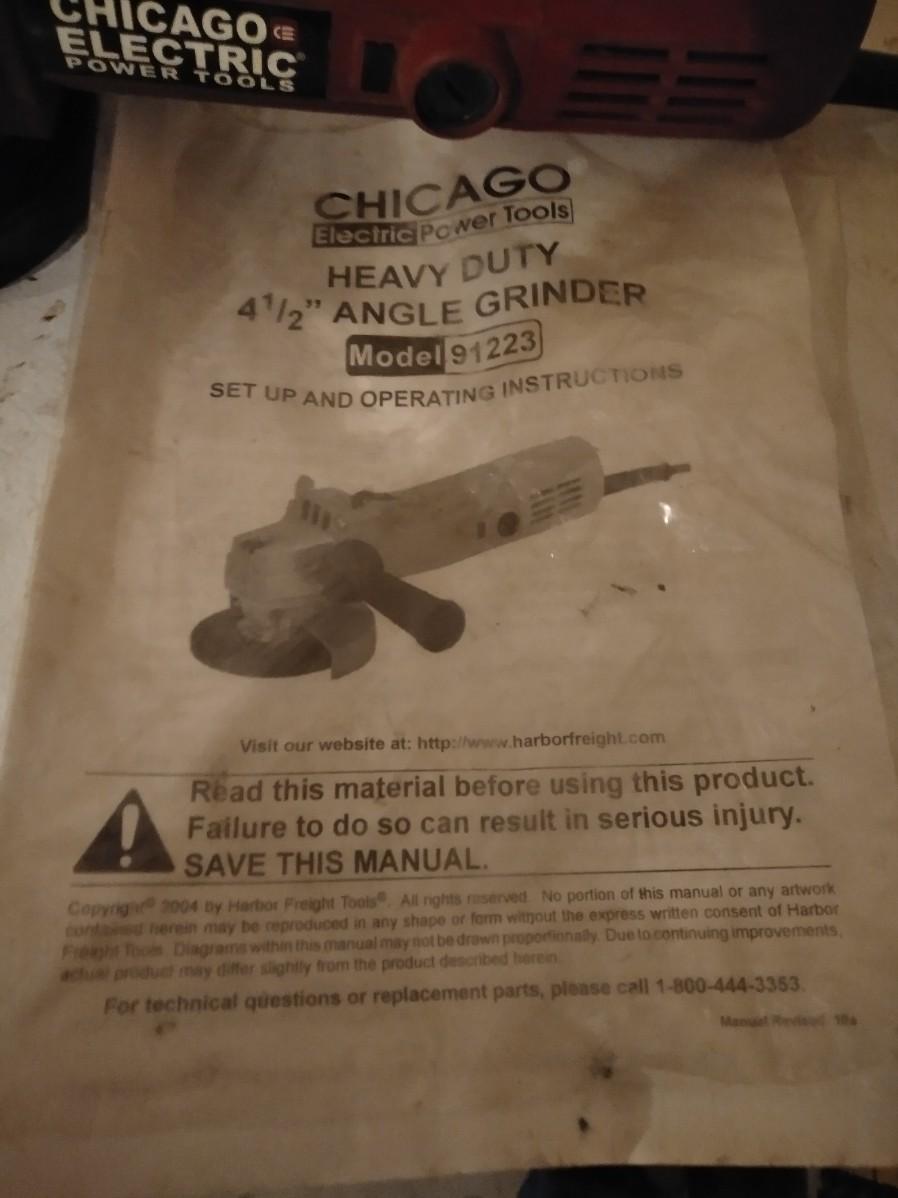 CHICAGO
ELECTRIC®
POWER TOOLS
CHICAGO
Electric Power Tools
HEAVY DUTY
4 1/2” ANGLE GRINDER
Model 91223
SET UP AND OPERATING INSTRUCTIONS
Visit our website at: http://www.harborfreight.com
Read this material before using this product.
Failure to do so can result in serious injury.
SAVE THIS MANUAL.
Copyright© 2004 by Harbor Freight Tools®. All rights reserved. No portion of this manual or any artwork
contained herein may be reproduced in any shape or form without the express written consent of Harbor
Freight Tools. Diagrams within this manual may not be drawn proportionally. Due to continuing improvements,
actual product may differ slightly from the product described herein.
For technical questions or replacement parts, please call 1-800-444-3353.
Manual Revised